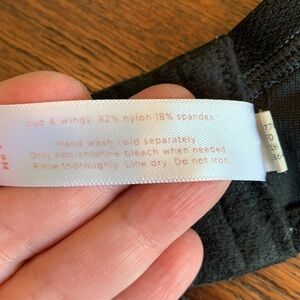 cup & wings: 82% nylon 18% spandex
Hand wash cold separately.
Only non-chlorine bleach when needed.
Rinse thoroughly. Line dry. Do not iron.